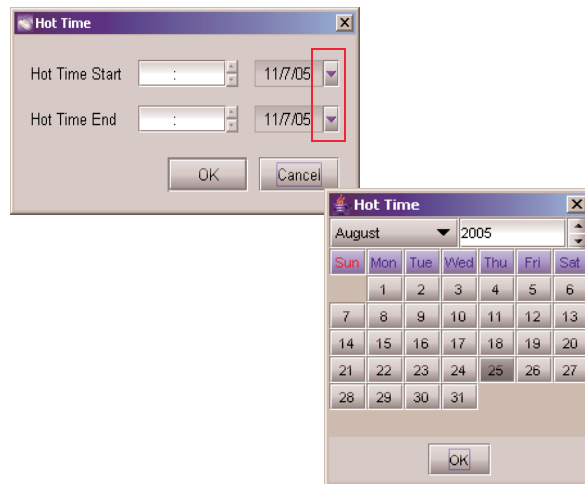 Hot Time
Hot Time Start : 11/7/05
Hot Time End : 11/7/05
OK Cancel
Hot Time
August 2005
Sun Mon Tue Wed Thu Fri Sat
1 2 3 4 5 6
7 8 9 10 11 12 13
14 15 16 17 18 19 20
21 22 23 24 25 26 27
28 29 30 31
OK